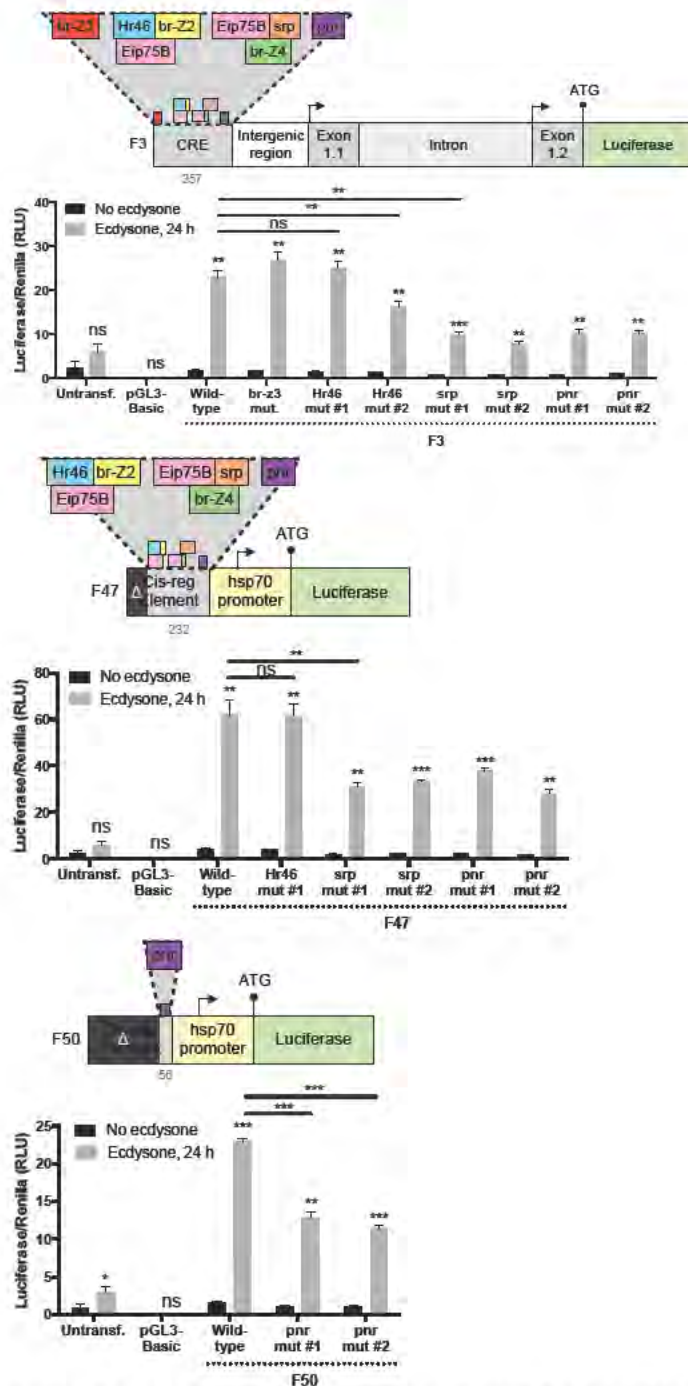 br-Z3 Hr46 br-Z2 Eip75B srp pnr
Eip75B br-Z4
ATG
F3 CRE Intergenic region Exon 1.1 Intron Exon 1.2 Luciferase
**
**
ns
No ecdysone
Ecdysone, 24 h
Luciferase/Renilla (RLU)
40
30
20
10
0
ns ns ** ** ** ** *** ** ** **
Untransf. pGL3-Basic Wild-type br-z3 mut. Hr46 mut #1 Hr46 mut #2 srp mut #1 srp mut #2 pnr mut #1 pnr mut #2
F3
Hr46 br-Z2 Eip75B srp pnr
Eip75B br-Z4
ATG
F47 Δ Cis-reg Element hsp70 promoter Luciferase
232
**
ns
No ecdysone
Ecdysone, 24 h
Luciferase/Renilla (RLU)
80
60
40
20
0
ns ns ** ** ** *** *** **
Untransf. pGL3-Basic Wild-type Hr46 mut #1 srp mut #1 srp mut #2 pnr mut #1 pnr mut #2
F47
pnr
ATG
F50 Δ hsp70 promoter Luciferase
56
***
***
No ecdysone
Ecdysone, 24 h
Luciferase/Renilla (RLU)
25
20
15
10
5
0
* ns *** ** ***
Untransf. pGL3-Basic Wild-type pnr mut #1 pnr mut #2
F50